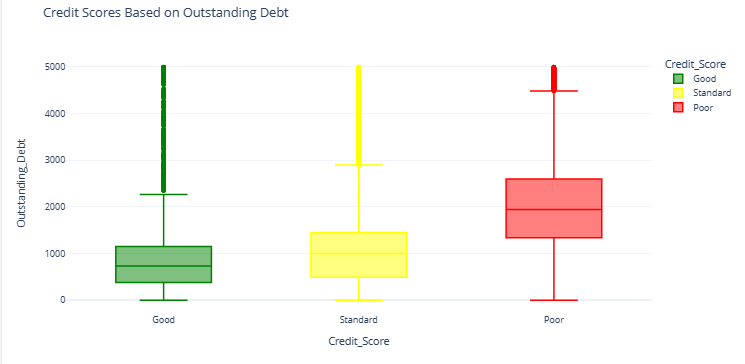 Credit Scores Based on Outstanding Debt
Outstanding_Debt
5000
4000
3000
2000
1000
0
Good
Standard
Poor
Credit_Score
Credit_Score
Good
Standard
Poor